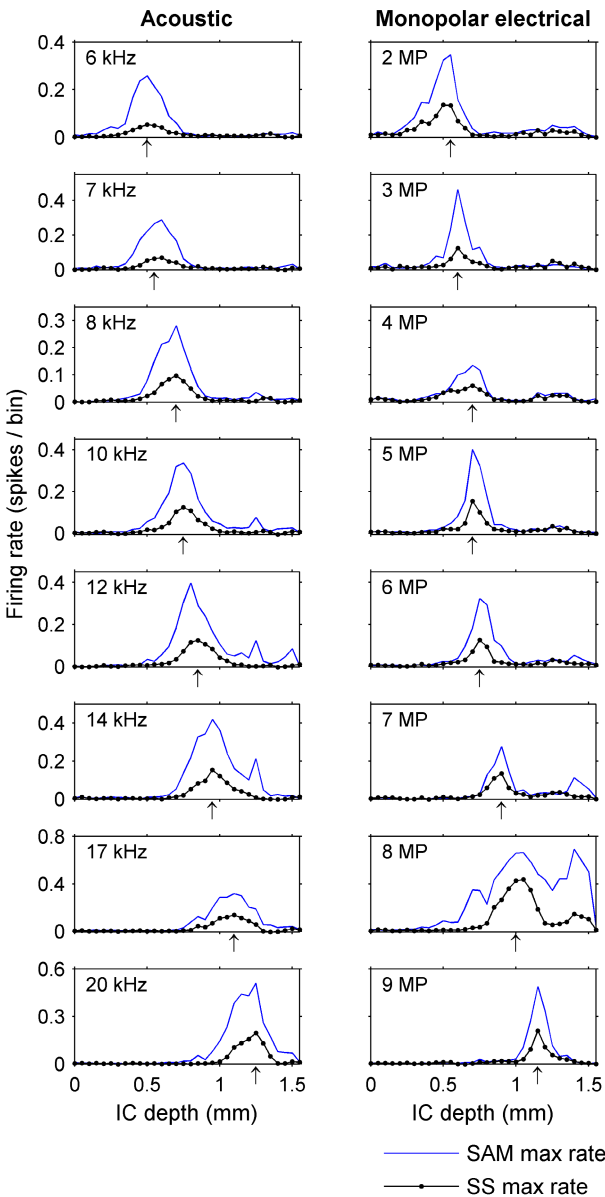 Acoustic
Monopolar electrical
6 kHz
2 MP
0.4
0.2
0
7 kHz
3 MP
0.4
0.2
0
8 kHz
4 MP
0.3
0.2
0.1
0
10 kHz
5 MP
0.4
0.2
0
12 kHz
6 MP
0.4
0.2
0
14 kHz
7 MP
0.4
0.2
0
17 kHz
8 MP
0.8
0.4
0
20 kHz
9 MP
0.6
0.3
0
Firing rate (spikes / bin)
0 0.5 1 1.5
0 0.5 1 1.5
IC depth (mm)
IC depth (mm)
SAM max rate
SS max rate